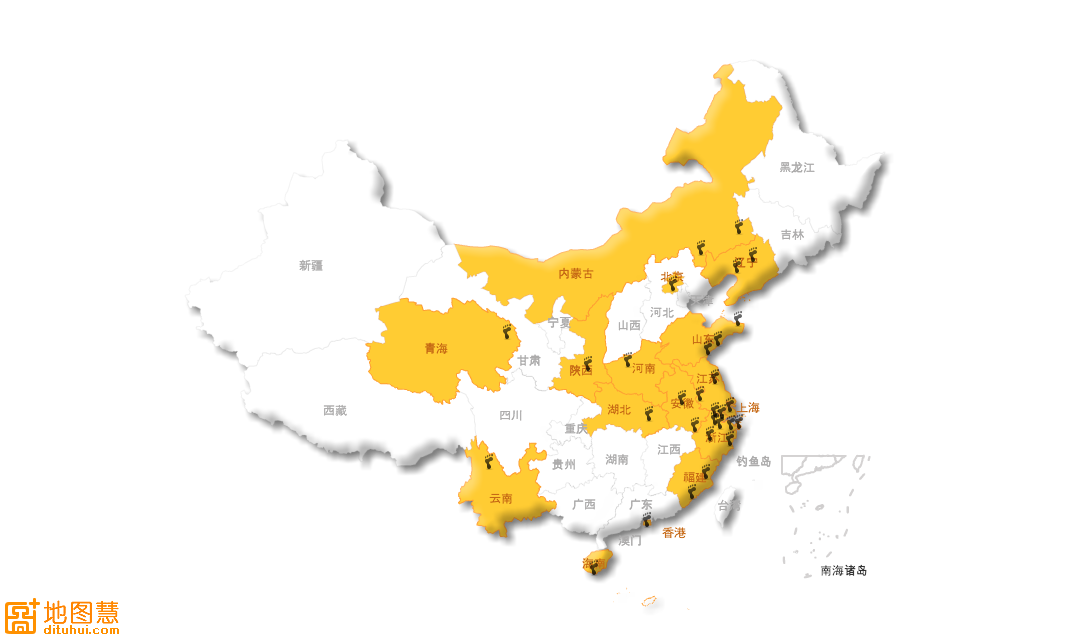 黑龙江
吉林
新疆
辽宁
内蒙古
北京
宁夏
河北
山西
山东
青海
甘肃
陕西
河南
江苏
西藏
四川
湖北
安徽
上海
重庆
浙江
江西
贵州
湖南
钓鱼岛
福建
云南
广西
广东
台湾
香港
澳门
海南
南海诸岛
地图慧
dituhui.com